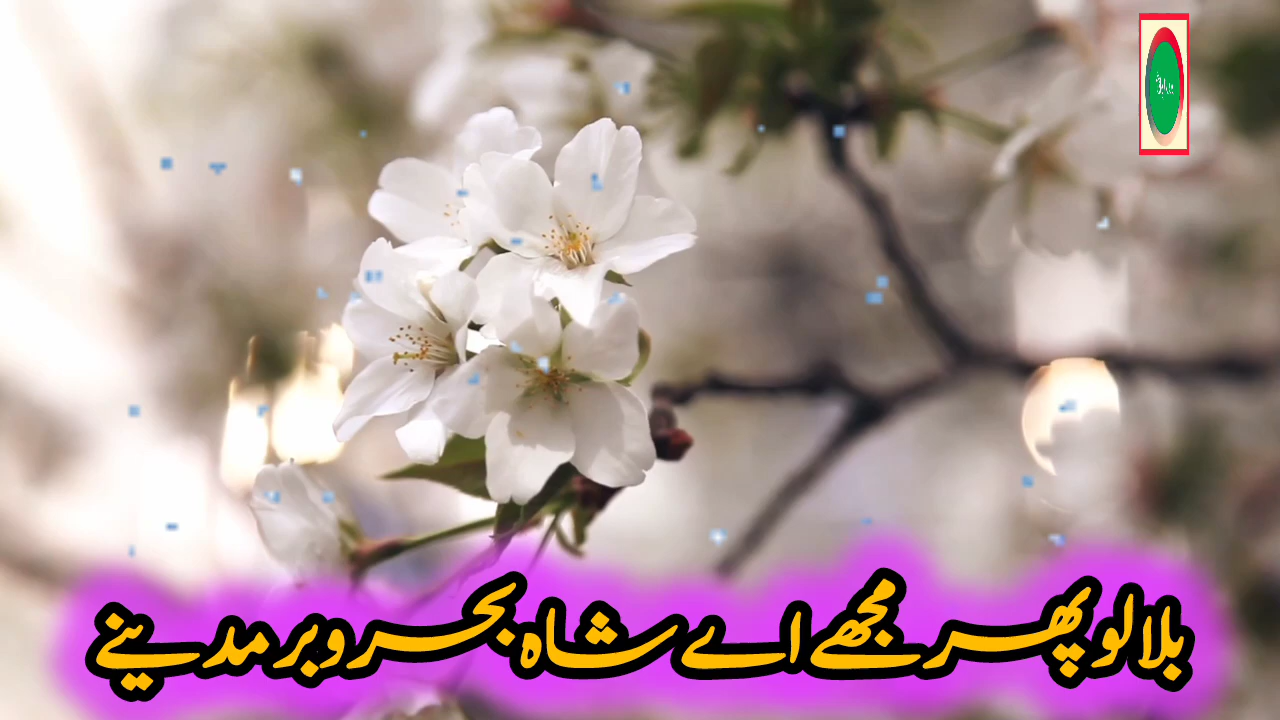 بلا لو پھر مجھے اے شاہ بحر و بر مدینے